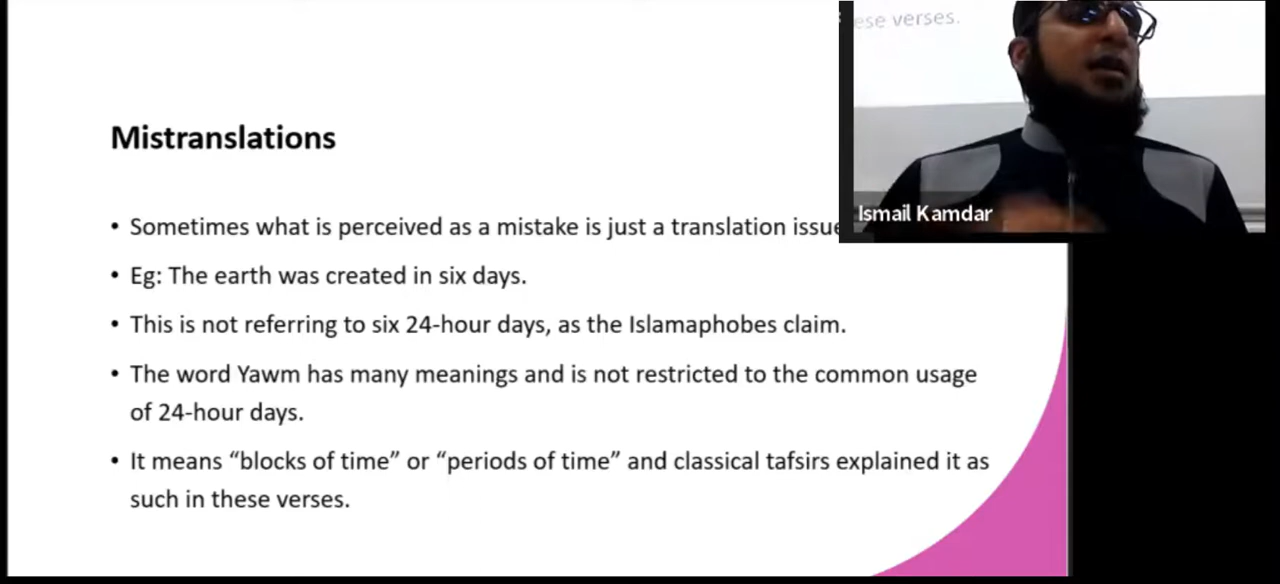 ese verses.
Ismail Kamdar
Mistranslations
• Sometimes what is perceived as a mistake is just a translation issue
• Eg: The earth was created in six days.
• This is not referring to six 24-hour days, as the Islamaphobes claim.
• The word Yawm has many meanings and is not restricted to the common usage
of 24-hour days.
• It means “blocks of time” or “periods of time” and classical tafsirs explained it as
such in these verses.